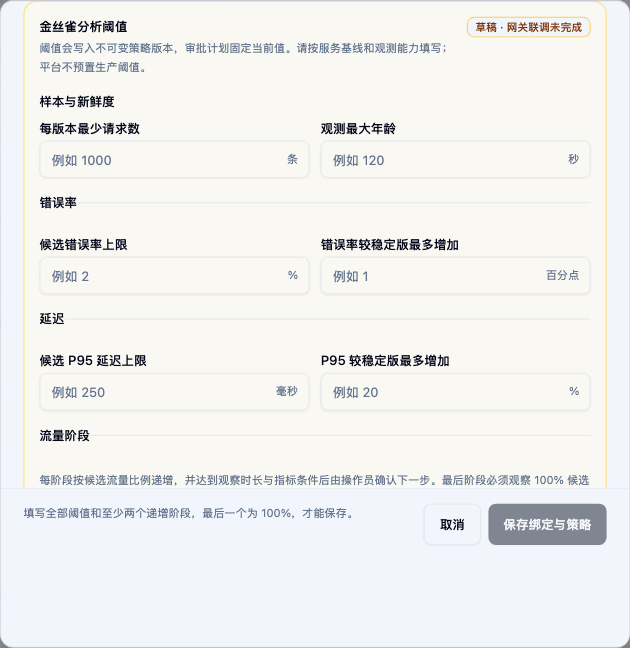 金丝雀分析阈值
草稿 · 网关联调未完成
阈值会写入不可变策略版本，审批计划固定当前值。请按服务基线和观测能力填写；
平台不预置生产阈值。
样本与新鲜度
每版本最少请求数
观测最大年龄
例如 1000 条
例如 120 秒
错误率
候选错误率上限
错误率较稳定版最多增加
例如 2 %
例如 1 百分点
延迟
候选 P95 延迟上限
P95 较稳定版最多增加
例如 250 毫秒
例如 20 %
流量阶段
每阶段按候选流量比例递增，并达到观察时长与指标条件后由操作员确认下一步。最后阶段必须观察 100% 候选
填写全部阈值和至少两个递增阶段，最后一个为 100%，才能保存。
取消
保存绑定与策略